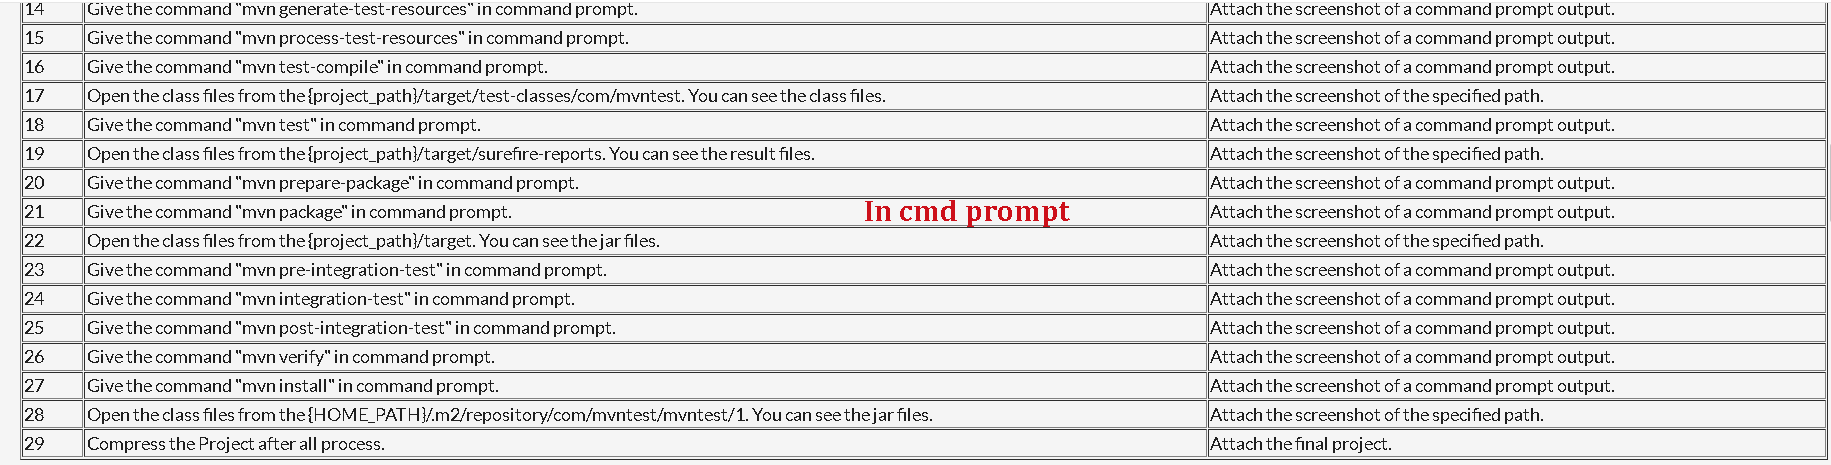 14 Give the command "mvn generate-test-resources" in command prompt. Attach the screenshot of a command prompt output.
15 Give the command "mvn process-test-resources" in command prompt. Attach the screenshot of a command prompt output.
16 Give the command "mvn test-compile" in command prompt. Attach the screenshot of a command prompt output.
17 Open the class files from the {project_path}/target/test-classes/com/mvntest. You can see the class files. Attach the screenshot of the specified path.
18 Give the command "mvn test" in command prompt. Attach the screenshot of a command prompt output.
19 Open the class files from the {project_path}/target/surefire-reports. You can see the result files. Attach the screenshot of the specified path.
20 Give the command "mvn prepare-package" in command prompt. Attach the screenshot of a command prompt output.
21 Give the command "mvn package" in command prompt. In cmd prompt Attach the screenshot of a command prompt output.
22 Open the class files from the {project_path}/target. You can see the jar files. Attach the screenshot of the specified path.
23 Give the command "mvn pre-integration-test" in command prompt. Attach the screenshot of a command prompt output.
24 Give the command "mvn integration-test" in command prompt. Attach the screenshot of a command prompt output.
25 Give the command "mvn post-integration-test" in command prompt. Attach the screenshot of a command prompt output.
26 Give the command "mvn verify" in command prompt. Attach the screenshot of a command prompt output.
27 Give the command "mvn install" in command prompt. Attach the screenshot of a command prompt output.
28 Open the class files from the {HOME_PATH}/.m2/repository/com/mvntest/mvntest/1. You can see the jar files. Attach the screenshot of the specified path.
29 Compress the Project after all process. Attach the final project.